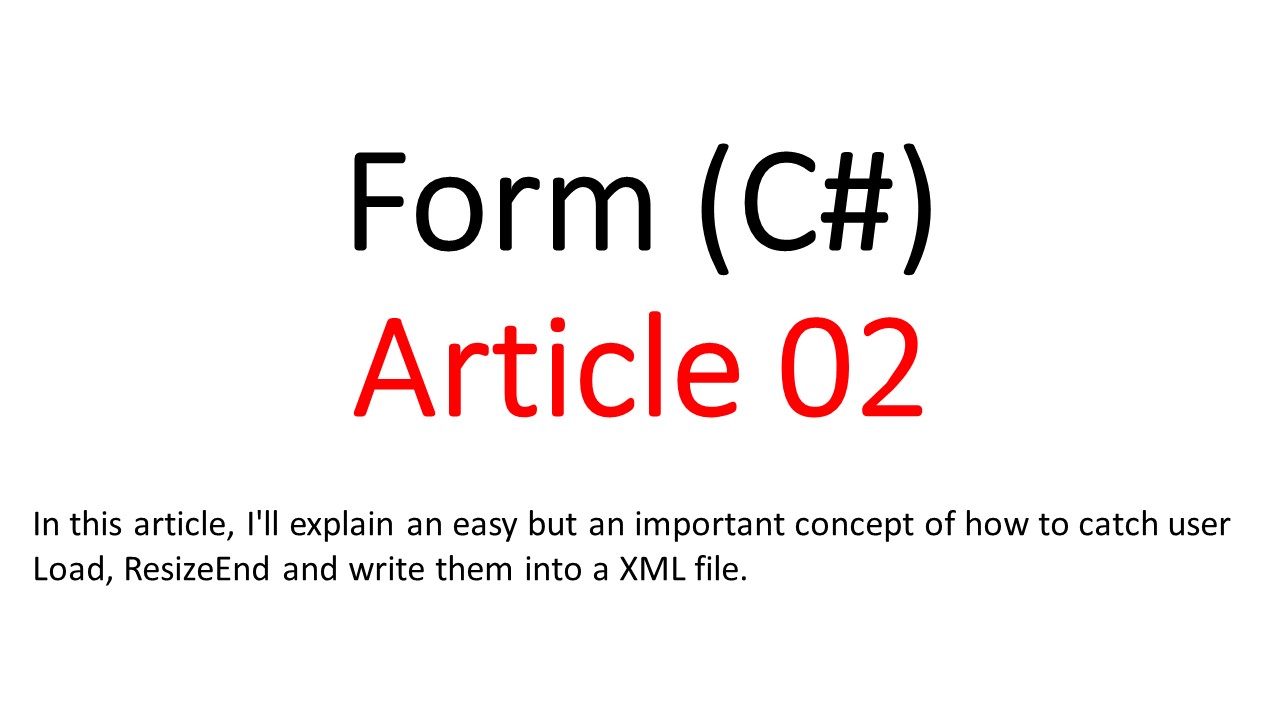 Form (C#)
Article 02
In this article, I'll explain an easy but an important concept of how to catch user
Load, ResizeEnd and write them into a XML file.